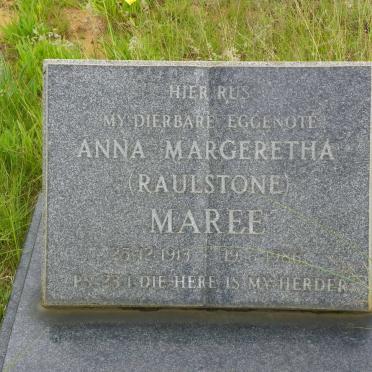 HIER RUS
MY DIERBARE EGGENOTE
ANNA MARGERETHA
(RAULSTONE)
MAREE
PS. 23:1 DIE HERE IS MY HERDER